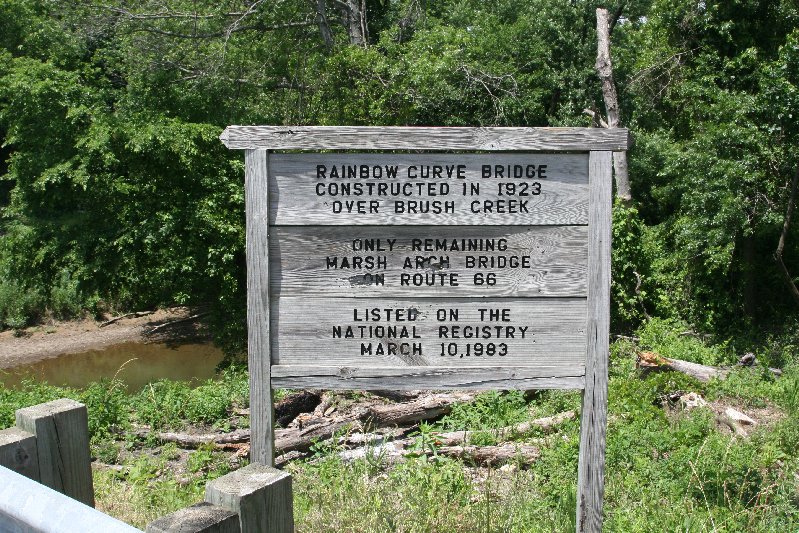 RAINBOW CURVE BRIDGE
CONSTRUCTED IN 1923
OVER BRUSH CREEK
ONLY REMAINING
MARSH ARCH BRIDGE
ON ROUTE 66
LISTED ON THE
NATIONAL REGISTRY
MARCH 10,1983